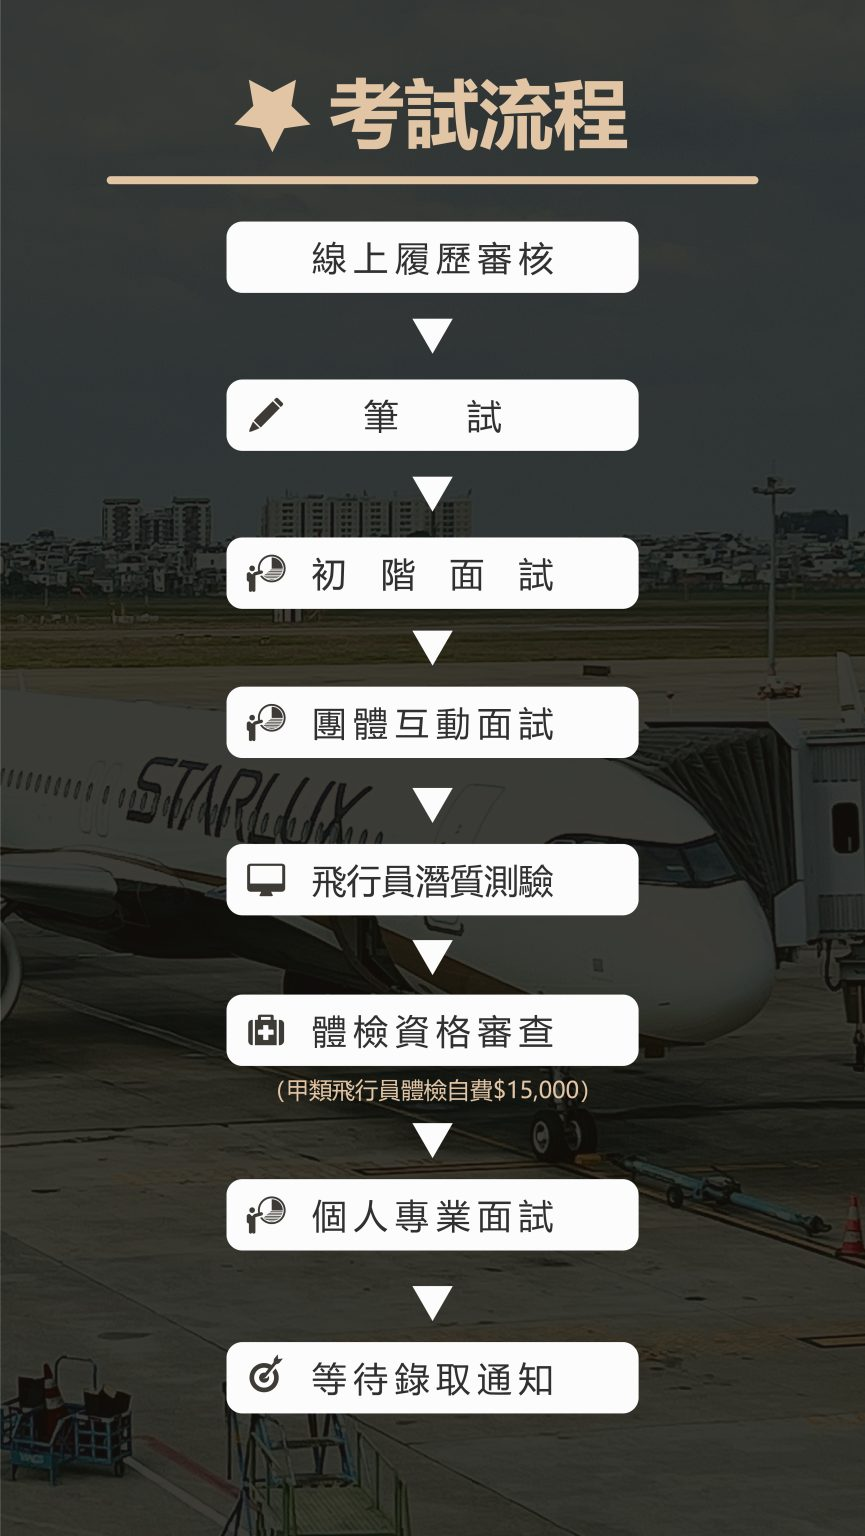 考試流程
線上履歷審核
筆試
初階面試
團體互動面試
STARLUX
飛行員潛質測驗
體檢資格審查
（甲類飛行員體檢自費$15,000）
個人專業面試
等待錄取通知